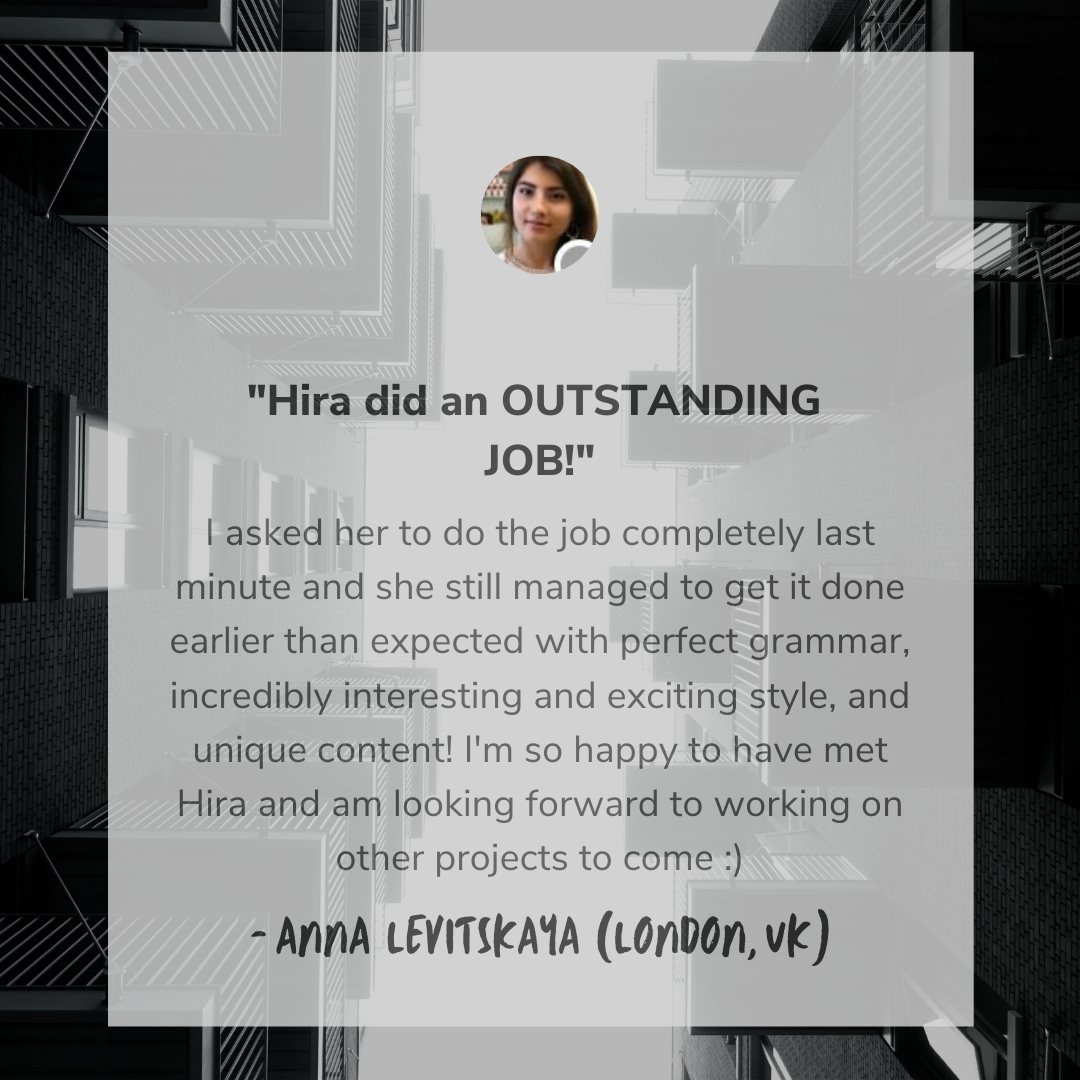 "Hira did an OUTSTANDING
JOB!"
I asked her to do the job completely last
minute and she still managed to get it done
earlier than expected with perfect grammar,
incredibly interesting and exciting style, and
unique content! I'm so happy to have met
Hira and am looking forward to working on
other projects to come :)
- ANNA LEVITSKAYA (LONDON, UK)